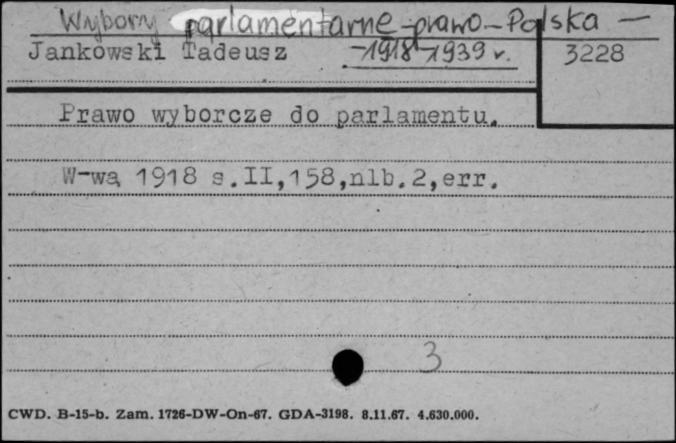 Wybory parlamentarne - prawo - Polska -
Jankowski Tadeusz - 1918 - 1939 r. 3228
Prawo wyborcze do parlamentu.
W-wa 1918 s.II,158,nlb.2,err.
3
CWD. B-15-b. Zam. 1726-DW-On-67. GDA-3198. 8.11.67. 4.630.000.